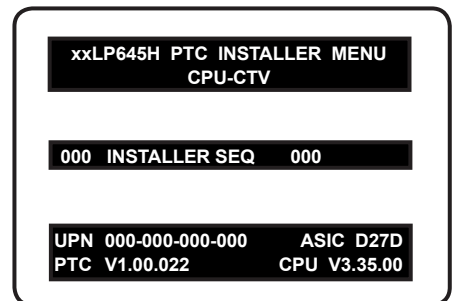 xxLP645H PTC INSTALLER MENU
CPU-CTV
000 INSTALLER SEQ 000
UPN 000-000-000-000 ASIC D27D
PTC V1.00.022 CPU V3.35.00